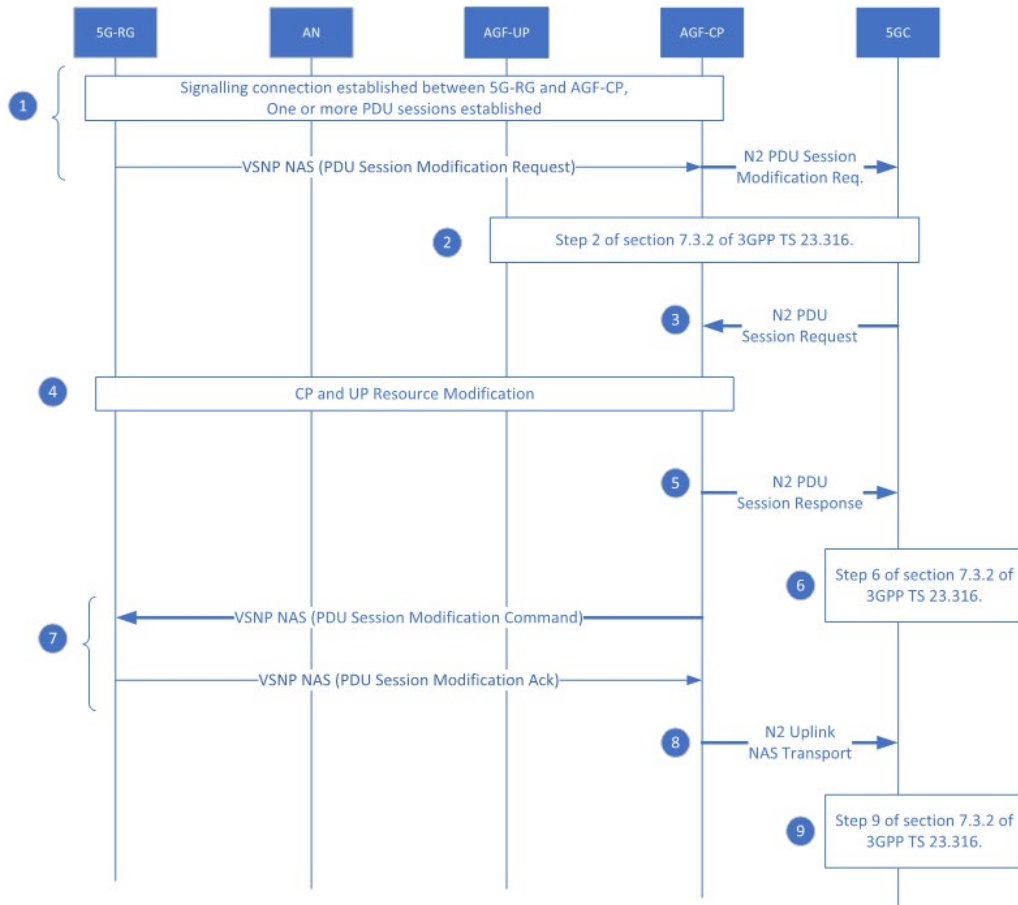 5G-RG
AN
AGF-UP
AGF-CP
5GC
1
Signalling connection established between 5G-RG and AGF-CP,
One or more PDU sessions established
VSNP NAS (PDU Session Modification Request)
N2 PDU Session
Modification Req.
2
Step 2 of section 7.3.2 of 3GPP TS 23.316.
3
N2 PDU
Session Request
4
CP and UP Resource Modification
5
N2 PDU
Session Response
6
Step 6 of section 7.3.2 of
3GPP TS 23.316.
7
VSNP NAS (PDU Session Modification Command)
VSNP NAS (PDU Session Modification Ack)
8
N2 Uplink
NAS Transport
9
Step 9 of section 7.3.2 of
3GPP TS 23.316.